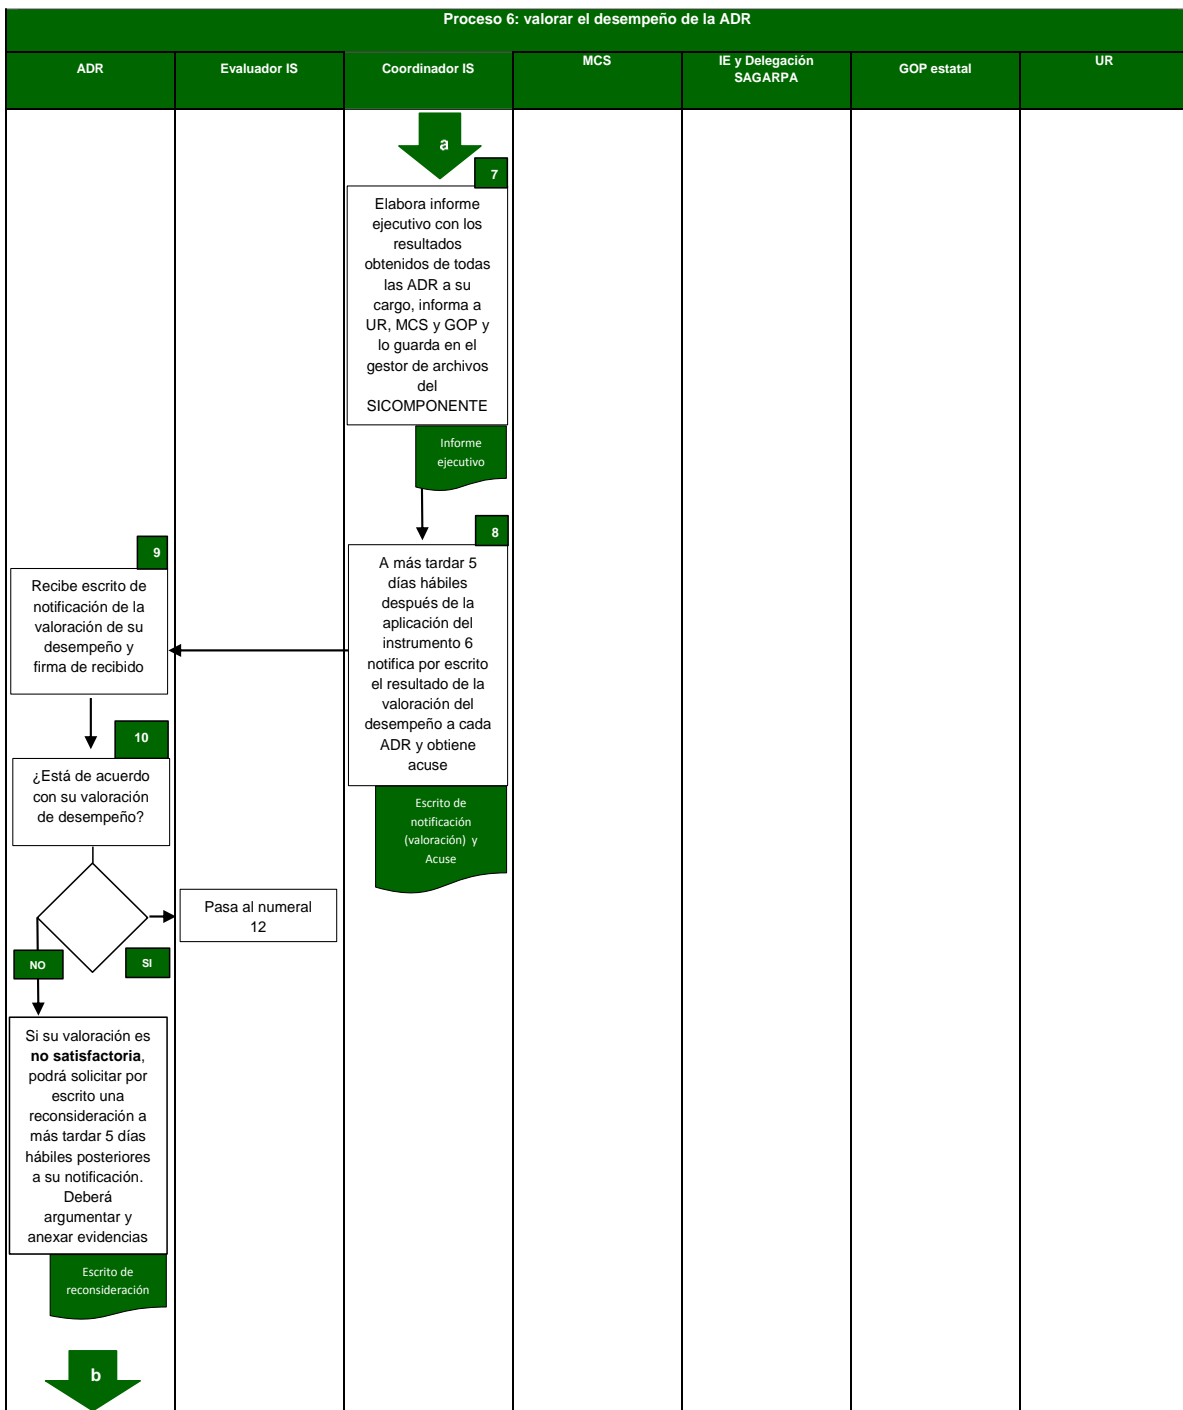 Proceso 6: valorar el desempeño de la ADR
ADR
Evaluador IS
Coordinador IS
MCS
IE y Delegación
SAGARPA
GOP estatal
UR
a
7
Elabora informe
ejecutivo con los
resultados
obtenidos de todas
las ADR a su
cargo, informa a
UR, MCS y GOP y
lo guarda en el
gestor de archivos
del
SICOMPONENTE
Informe
ejecutivo
8
A más tardar 5
días hábiles
después de la
aplicación del
instrumento 6
notifica por escrito
el resultado de la
valoración del
desempeño a cada
ADR y obtiene
acuse
Escrito de
notificación
(valoración) y
Acuse
9
Recibe escrito de
notificación de la
valoración de su
desempeño y
firma de recibido
10
¿Está de acuerdo
con su valoración
de desempeño?
Pasa al numeral
12
NO
SI
Si su valoración es
no satisfactoria,
podrá solicitar por
escrito una
reconsideración a
más tardar 5 días
hábiles posteriores
a su notificación.
Deberá
argumentar y
anexar evidencias
Escrito de
reconsideración
b